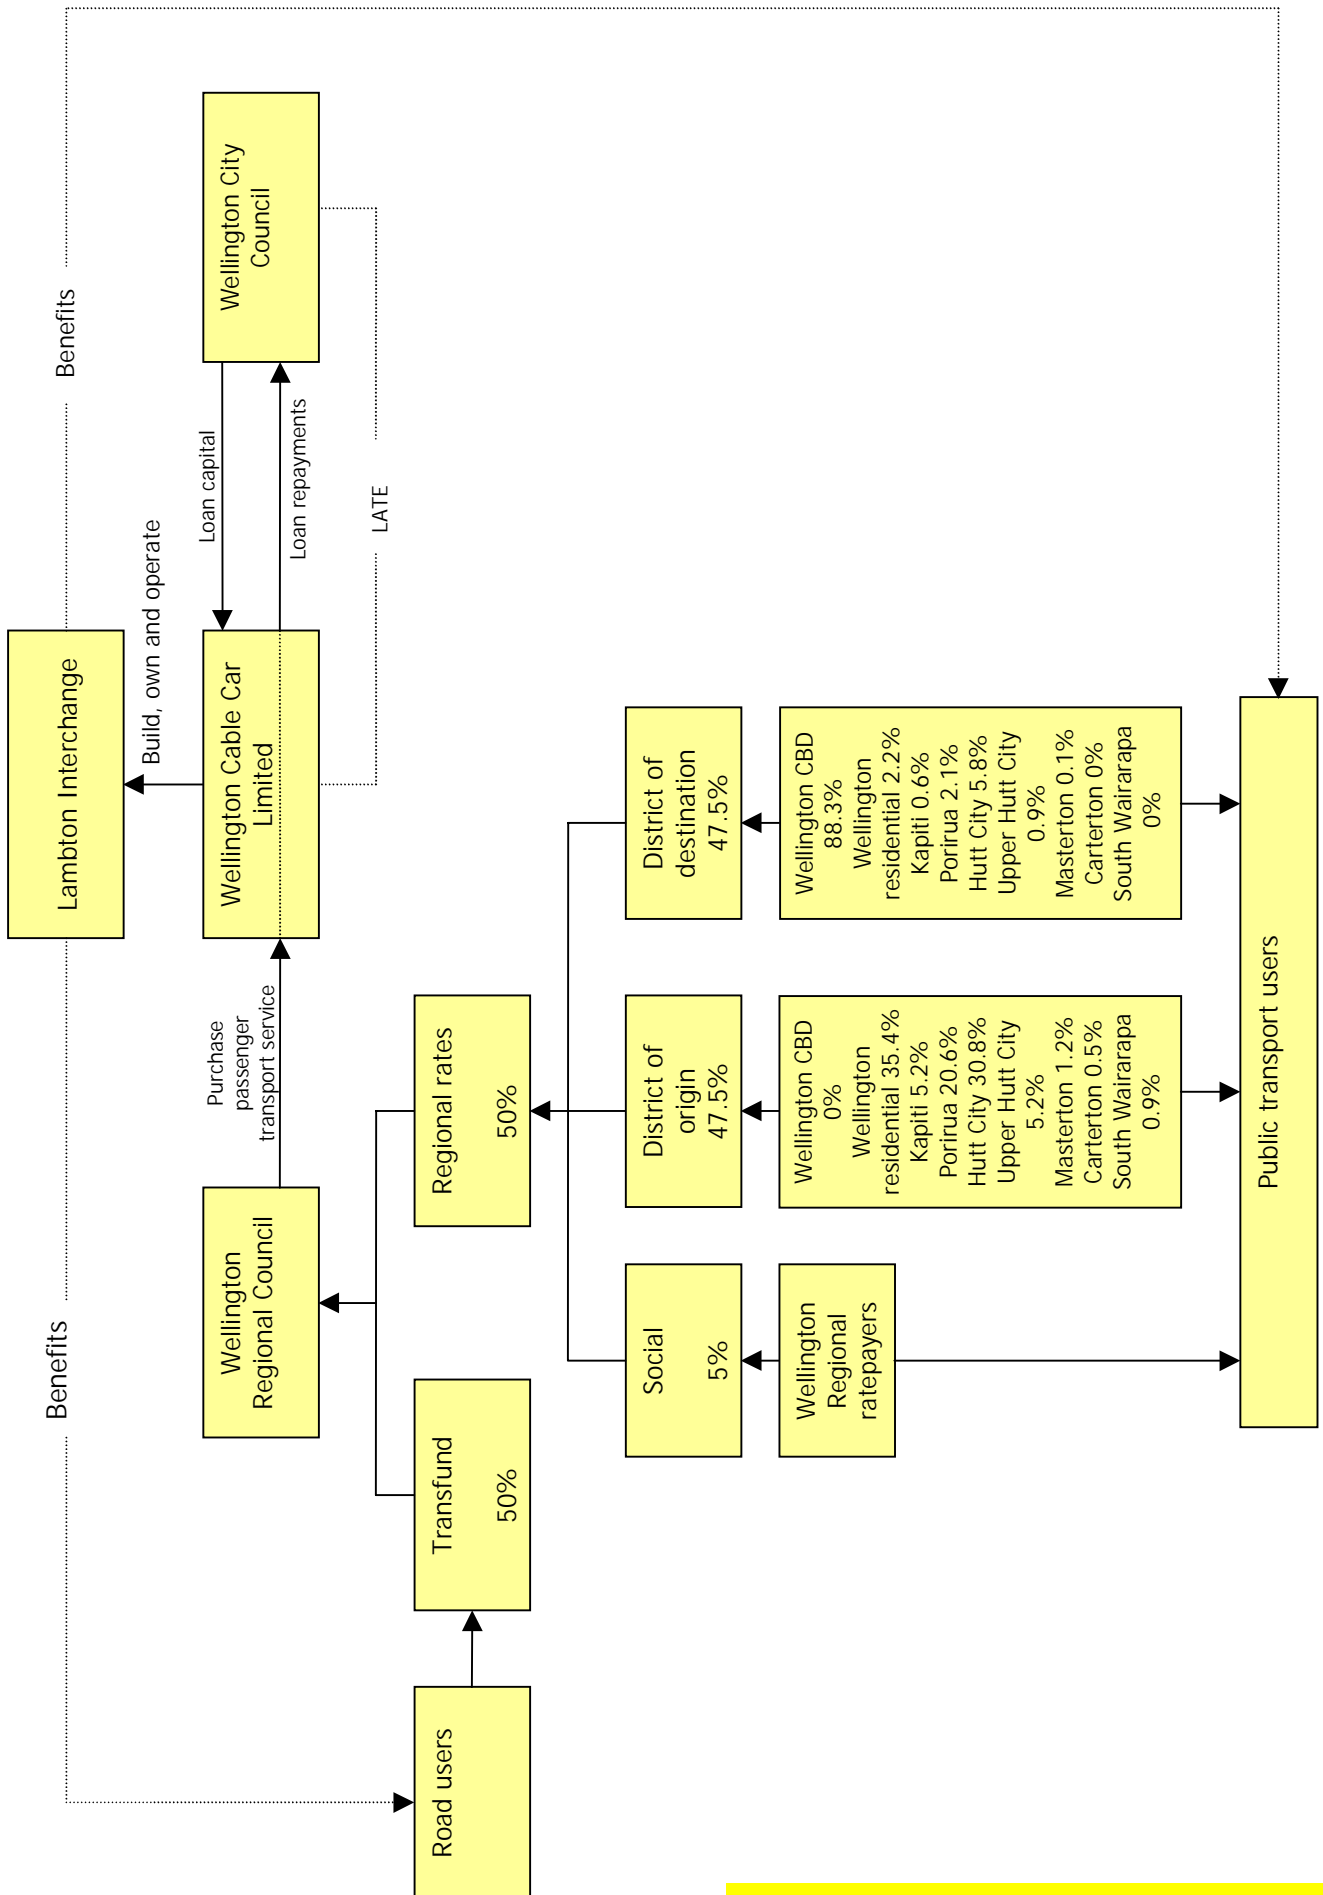 Lambton Interchange
Benefits
Benefits
Build, own and operate
Wellington
Regional Council
Purchase
passenger
transport service
Wellington Cable Car
Limited
Loan capital
Loan repayments
Wellington City
Council
LATE
Road users
Transfund
50%
Regional rates
50%
Social
5%
District of
origin
47.5%
District of
destination
47.5%
Wellington
Regional
ratepayers
Wellington CBD
0%
Wellington
residential 35.4%
Kapiti 5.2%
Porirua 20.6%
Hutt City 30.8%
Upper Hutt City
5.2%
Masterton 1.2%
Carterton 0.5%
South Wairarapa
0.9%
Wellington CBD
88.3%
Wellington
residential 2.2%
Kapiti 0.6%
Porirua 2.1%
Hutt City 5.8%
Upper Hutt City
0.9%
Masterton 0.1%
Carterton 0%
South Wairarapa
0%
Public transport users